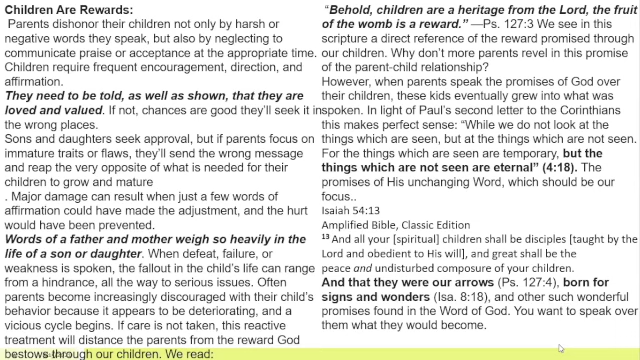 Children Are Rewards:
Parents dishonor their children not only by harsh or
negative words they speak, but also by neglecting to
communicate praise or acceptance at the appropriate time.
Children require frequent encouragement, direction, and
affirmation.
They need to be told, as well as shown, that they are
loved and valued. If not, chances are good they'll seek it in
the wrong places.
Sons and daughters seek approval, but if parents focus on
immature traits or flaws, they'll send the wrong message
and reap the very opposite of what is needed for their
children to grow and mature
. Major damage can result when just a few words of
affirmation could have made the adjustment, and the hurt
would have been prevented.
Words of a father and mother weigh so heavily in the
life of a son or daughter. When defeat, failure, or
weakness is spoken, the fallout in the child's life can range
from a hindrance, all the way to serious issues. Often
parents become increasingly discouraged with their child's
behavior because it appears to be deteriorating, and a
vicious cycle begins. If care is not taken, this reactive
treatment will distance the parents from the reward God
bestows through our children. We read:
"Behold, children are a heritage from the Lord, the fruit
of the womb is a reward." —Ps. 127:3 We see in this
scripture a direct reference of the reward promised through
our children. Why don't more parents revel in this promise
of the parent-child relationship?
However, when parents speak the promises of God over
their children, these kids eventually grew into what was
spoken. In light of Paul's second letter to the Corinthians
this makes perfect sense: "While we do not look at the
things which are seen, but at the things which are not seen.
For the things which are seen are temporary, but the
things which are not seen are eternal" (4:18). The
promises of His unchanging Word, which should be our
focus..
Isaiah 54:13
Amplified Bible, Classic Edition
13 And all your [spiritual] children shall be disciples [taught by the
Lord and obedient to His will], and great shall be the
peace and undisturbed composure of your children.
And that they were our arrows (Ps. 127:4), born for
signs and wonders (Isa. 8:18), and other such wonderful
promises found in the Word of God. You want to speak over
them what they would become.